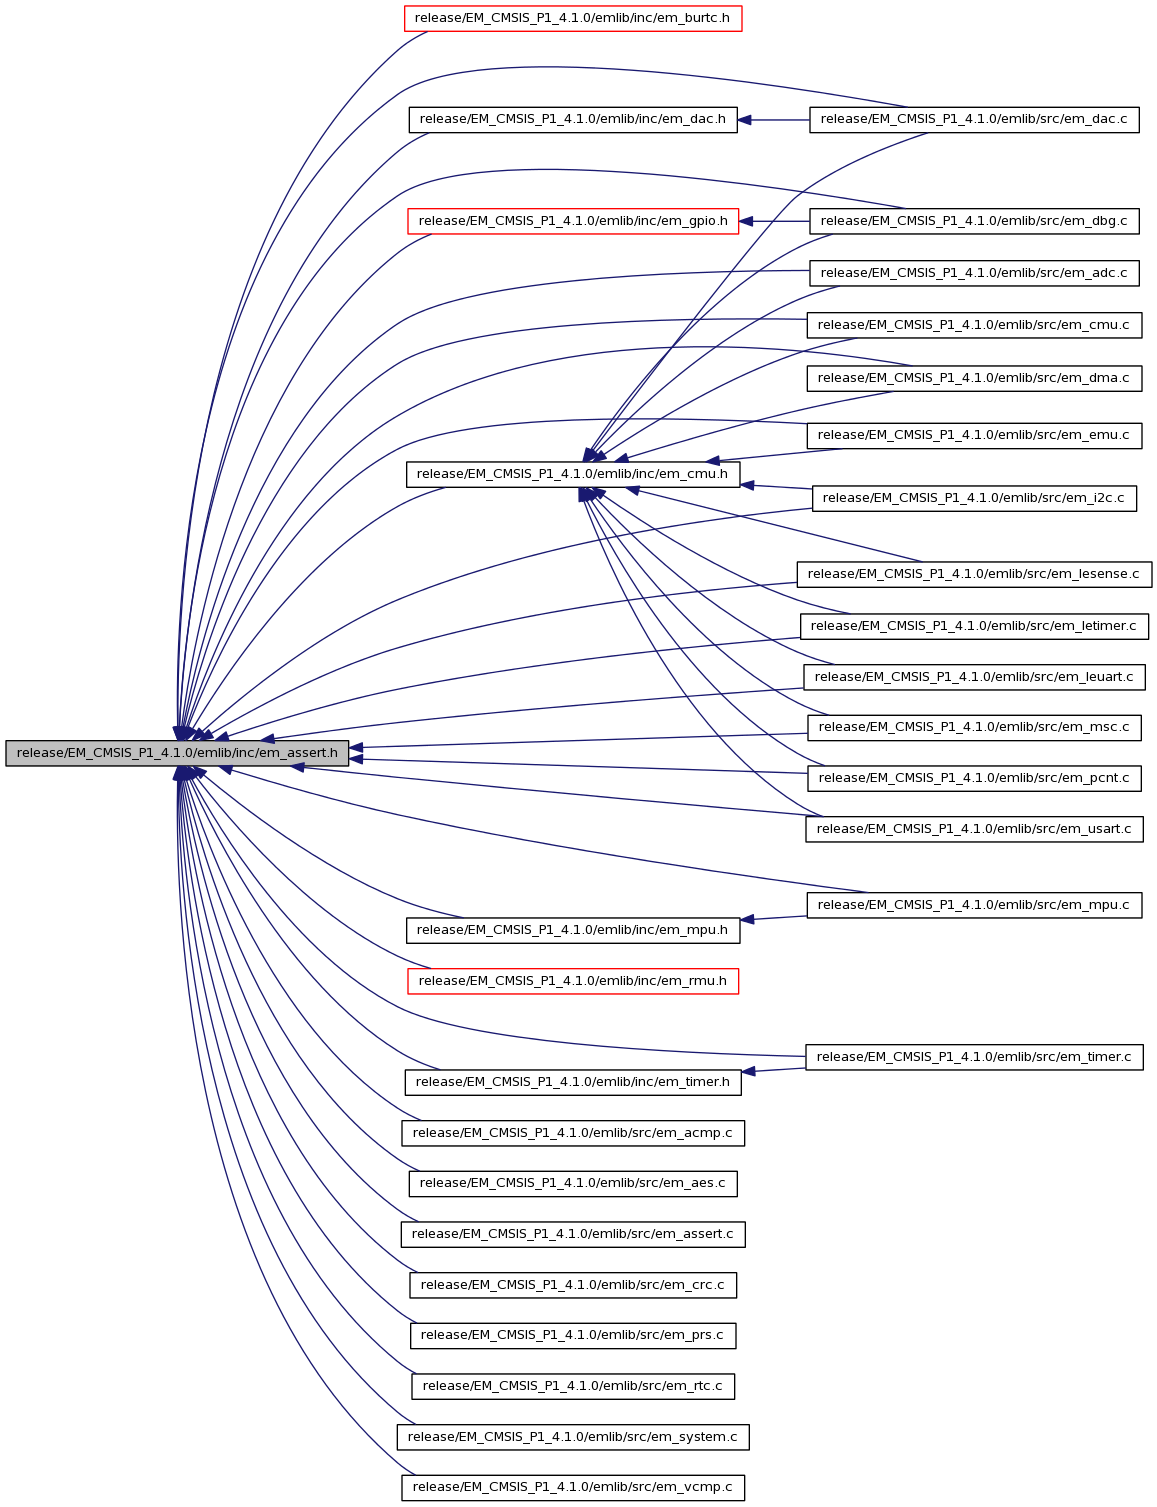 release/EM_CMSIS_P1_4.1.0/emlib/inc/em_burtc.h
release/EM_CMSIS_P1_4.1.0/emlib/inc/em_dac.h
release/EM_CMSIS_P1_4.1.0/emlib/src/em_dac.c
release/EM_CMSIS_P1_4.1.0/emlib/inc/em_gpio.h
release/EM_CMSIS_P1_4.1.0/emlib/src/em_dbg.c
release/EM_CMSIS_P1_4.1.0/emlib/src/em_adc.c
release/EM_CMSIS_P1_4.1.0/emlib/src/em_cmu.c
release/EM_CMSIS_P1_4.1.0/emlib/src/em_dma.c
release/EM_CMSIS_P1_4.1.0/emlib/src/em_emu.c
release/EM_CMSIS_P1_4.1.0/emlib/inc/em_cmu.h
release/EM_CMSIS_P1_4.1.0/emlib/src/em_i2c.c
release/EM_CMSIS_P1_4.1.0/emlib/src/em_lesense.c
release/EM_CMSIS_P1_4.1.0/emlib/src/em_letimer.c
release/EM_CMSIS_P1_4.1.0/emlib/src/em_leuart.c
release/EM_CMSIS_P1_4.1.0/emlib/src/em_msc.c
release/EM_CMSIS_P1_4.1.0/emlib/inc/em_assert.h
release/EM_CMSIS_P1_4.1.0/emlib/src/em_pcnt.c
release/EM_CMSIS_P1_4.1.0/emlib/src/em_usart.c
release/EM_CMSIS_P1_4.1.0/emlib/src/em_mpu.c
release/EM_CMSIS_P1_4.1.0/emlib/inc/em_mpu.h
release/EM_CMSIS_P1_4.1.0/emlib/inc/em_rmu.h
release/EM_CMSIS_P1_4.1.0/emlib/src/em_timer.c
release/EM_CMSIS_P1_4.1.0/emlib/inc/em_timer.h
release/EM_CMSIS_P1_4.1.0/emlib/src/em_acmp.c
release/EM_CMSIS_P1_4.1.0/emlib/src/em_aes.c
release/EM_CMSIS_P1_4.1.0/emlib/src/em_assert.c
release/EM_CMSIS_P1_4.1.0/emlib/src/em_crc.c
release/EM_CMSIS_P1_4.1.0/emlib/src/em_prs.c
release/EM_CMSIS_P1_4.1.0/emlib/src/em_rtc.c
release/EM_CMSIS_P1_4.1.0/emlib/src/em_system.c
release/EM_CMSIS_P1_4.1.0/emlib/src/em_vcmp.c